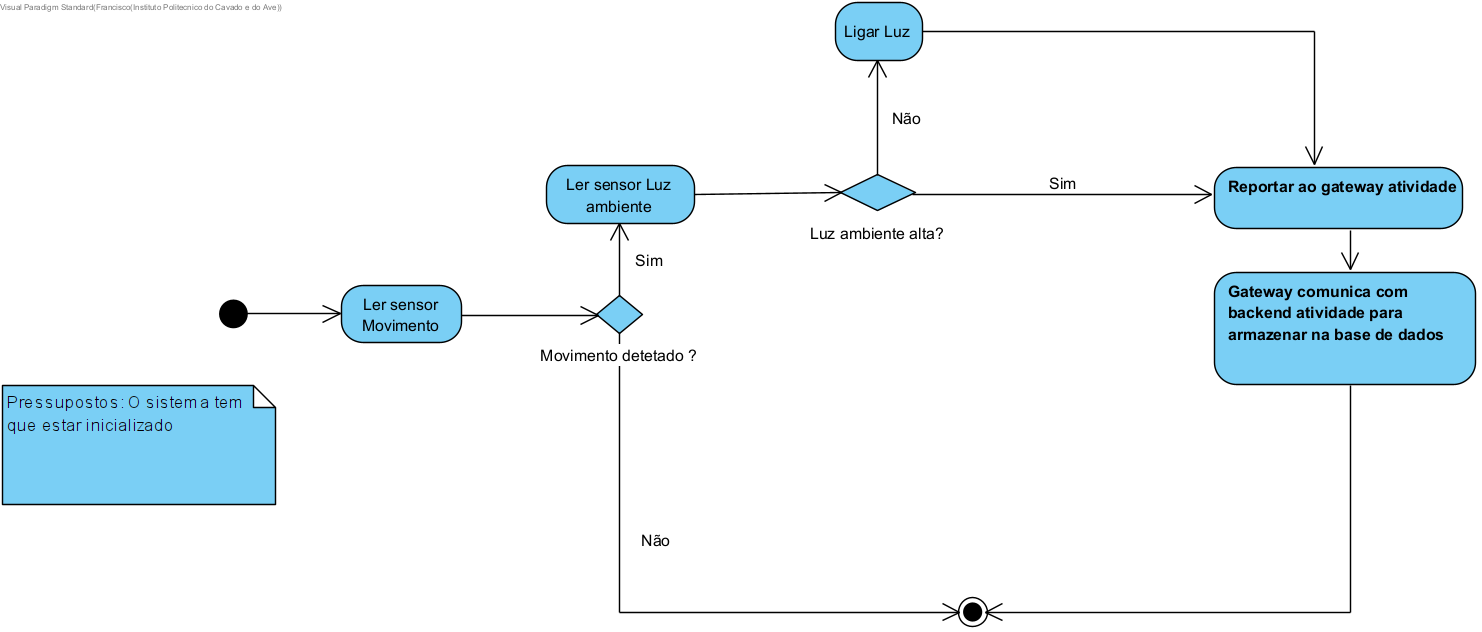 Visual Paradigm Standard(Francisco(Instituto Politecnico do Cavado e do Ave))
Ligar Luz
Não
Ler sensor Luz
ambiente
Sim
Reportar ao gateway atividade
Luz ambiente alta?
Sim
Ler sensor
Movimento
Gateway comunica com
backend atividade para
armazenar na base de dados
Movimento detetado ?
Pressupostos: O sistema tem
que estar inicializado
Não